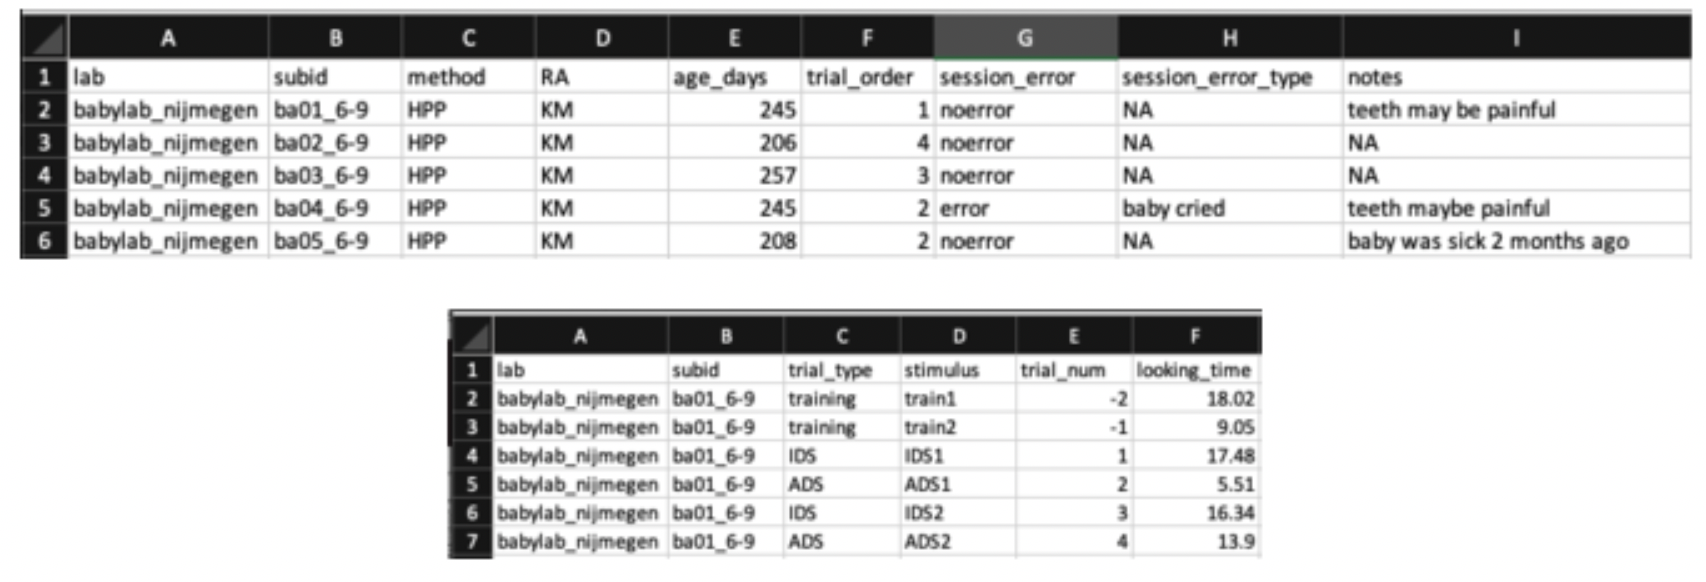 A B C D E F G H I
1 lab subid method RA age_days trial_order session_error session_error_type notes
2 babylab_nijmegen ba01_6-9 HPP KM 245 1 noerror NA teeth may be painful
3 babylab_nijmegen ba02_6-9 HPP KM 206 4 noerror NA NA
4 babylab_nijmegen ba03_6-9 HPP KM 257 3 noerror NA NA
5 babylab_nijmegen ba04_6-9 HPP KM 245 2 error baby cried teeth maybe painful
6 babylab_nijmegen ba05_6-9 HPP KM 208 2 noerror NA baby was sick 2 months ago
A B C D E F
1 lab subid trial_type stimulus trial_num looking_time
2 babylab_nijmegen ba01_6-9 training train1 -2 18.02
3 babylab_nijmegen ba01_6-9 training train2 -1 9.05
4 babylab_nijmegen ba01_6-9 IDS IDS1 1 17.48
5 babylab_nijmegen ba01_6-9 ADS ADS1 2 5.51
6 babylab_nijmegen ba01_6-9 IDS IDS2 3 16.34
7 babylab_nijmegen ba01_6-9 ADS ADS2 4 13.9